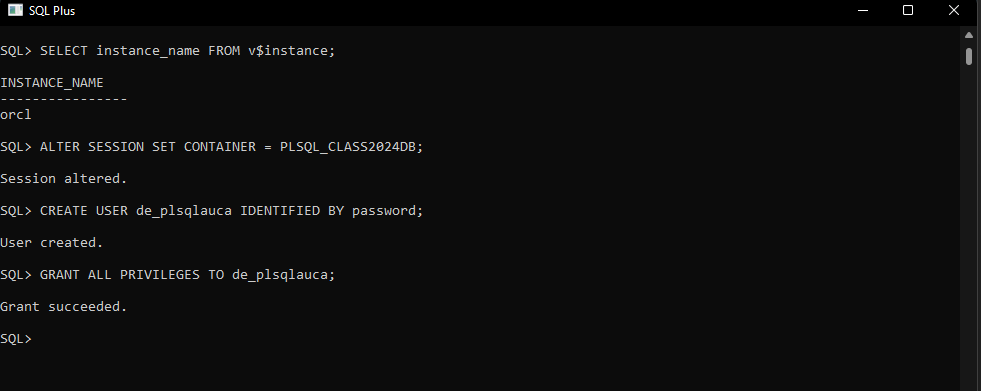 SQL Plus
SQL> SELECT instance_name FROM v$instance;
INSTANCE_NAME
----------------
orcl
SQL> ALTER SESSION SET CONTAINER = PLSQL_CLASS2024DB;
Session altered.
SQL> CREATE USER de_plsqlauca IDENTIFIED BY password;
User created.
SQL> GRANT ALL PRIVILEGES TO de_plsqlauca;
Grant succeeded.
SQL>